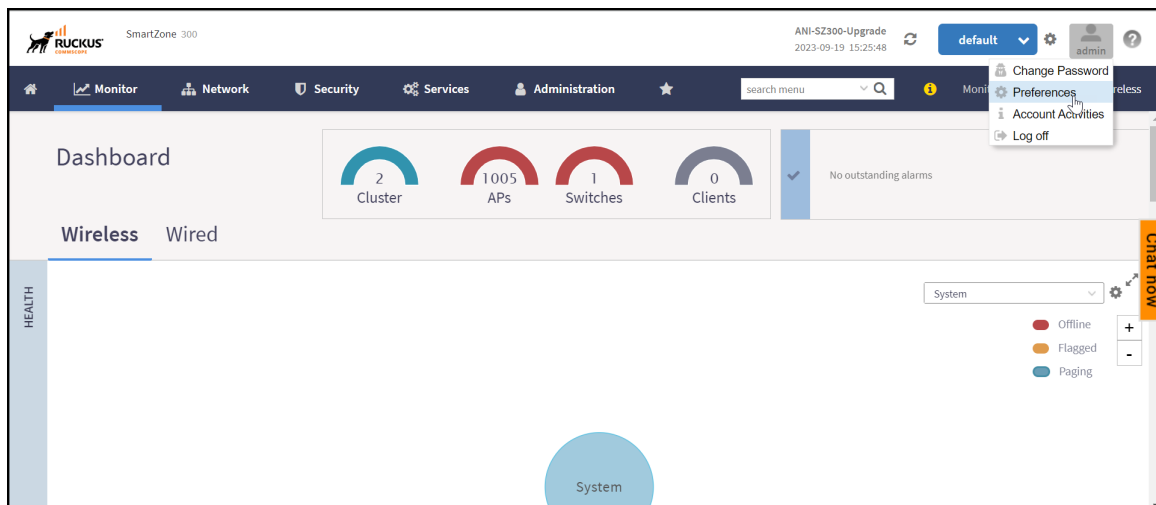 RUCKUS
COMMSCOPE
SmartZone 300
ANI-SZ300-Upgrade
2023-09-19 15:25:48
default
admin
?
Change Password
Preferences
Account Activities
Log off
Monitor
Network
Security
Services
Administration
search menu
i
Monit
reless
Dashboard
2
Cluster
1005
APs
1
Switches
0
Clients
No outstanding alarms
Wireless
Wired
Chat now
HEALTH
System
Offline
Flagged
Paging
+
-
System